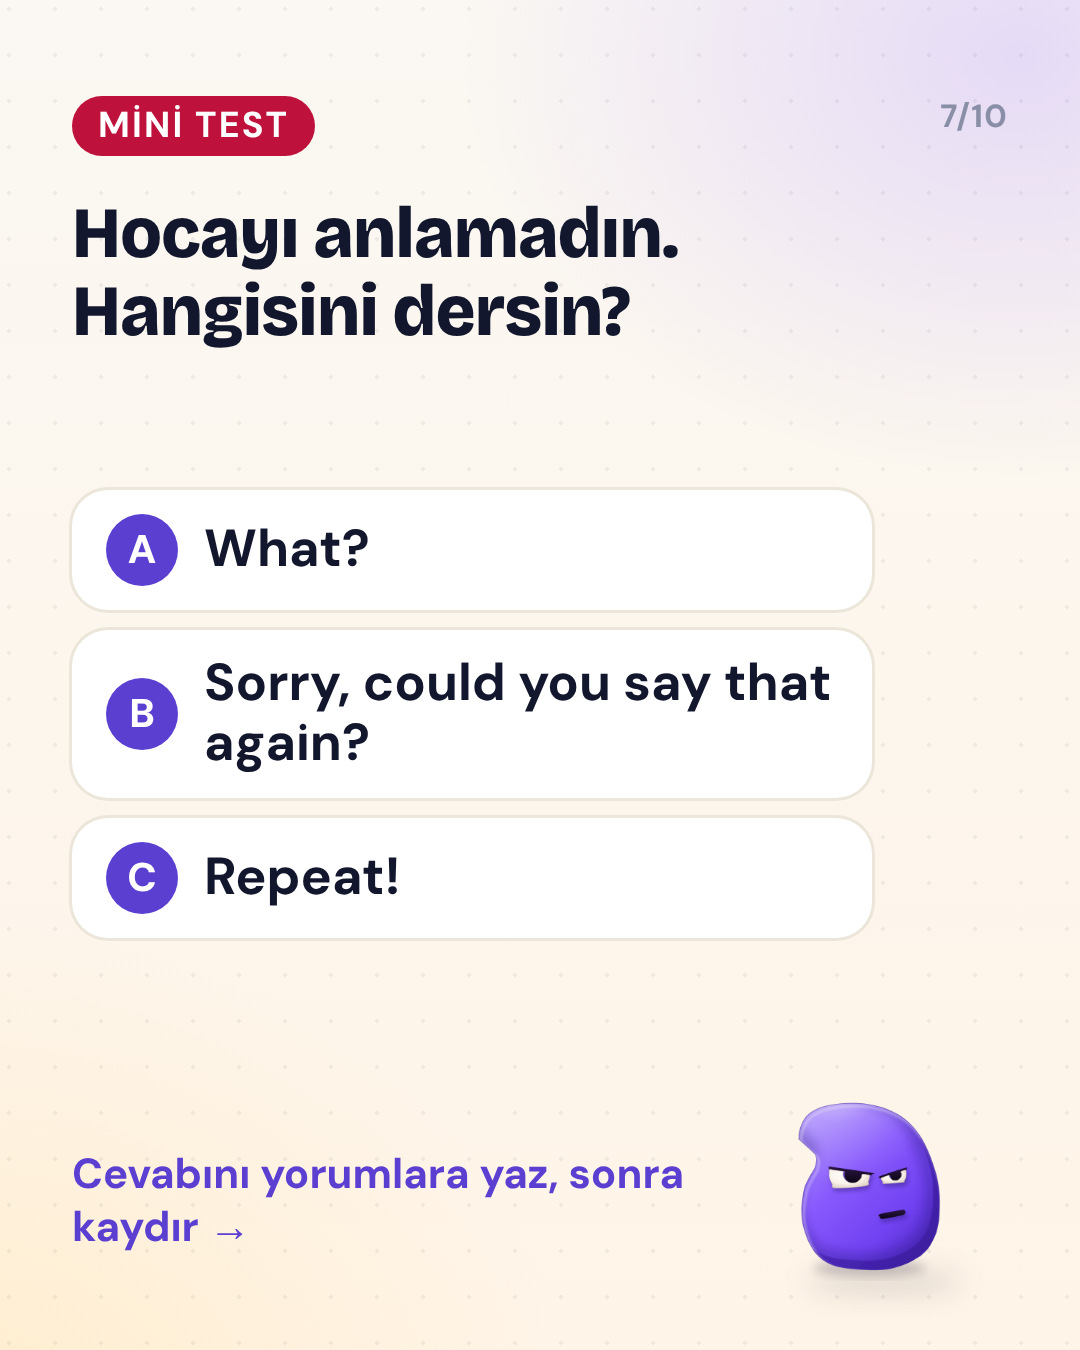 MİNİ TEST
7/10
Hocayı anlamadın.
Hangisini dersin?
A What?
B Sorry, could you say that
again?
C Repeat!
Cevabını yorumlara yaz, sonra
kaydır →